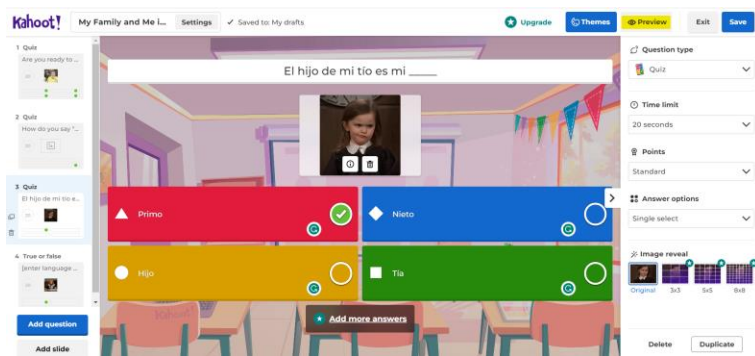 Kahoot! My Family and Me i... Settings ✓ Saved to: My drafts Upgrade Themes Preview Exit Save
1 Quiz
Are you ready to ...
2 Quiz
How do you say "...
3 Quiz
El hijo de mi tío e...
4 True or false
Add question
Add slide
El hijo de mi tío es mi _____
Primo
Nieto
Hijo
Tía
Add more answers
Question type
Quiz
Time limit
20 seconds
Points
Standard
Answer options
Single select
Image reveal
Original 3x3 5x5 8x8
Delete Duplicate